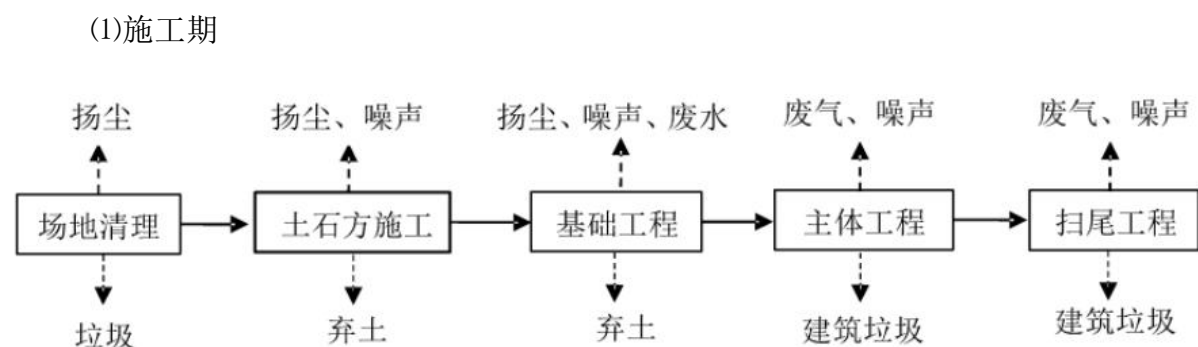 ⑴施工期
扬尘
扬尘、噪声
扬尘、噪声、废水
废气、噪声
废气、噪声
场地清理
土石方施工
基础工程
主体工程
扫尾工程
垃圾
弃土
弃土
建筑垃圾
建筑垃圾